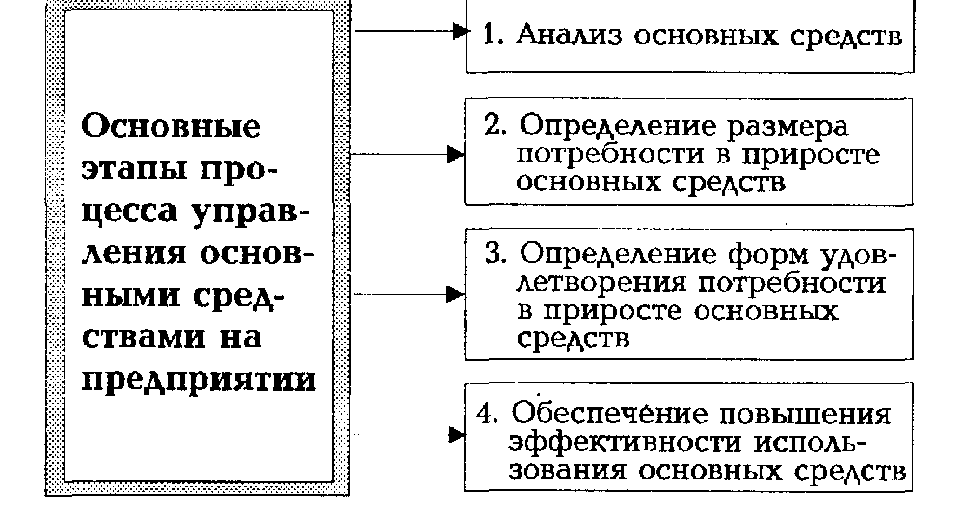 Основные
этапы про-
цесса управ-
ления основ-
ными сред-
ствами на
предприятии
1. Анализ основных средств
2. Определение размера
потребности в приросте
основных средств
3. Определение форм удов-
летворения потребности
в приросте основных
средств
4. Обеспечение повышения
эффективности исполь-
зования основных средств